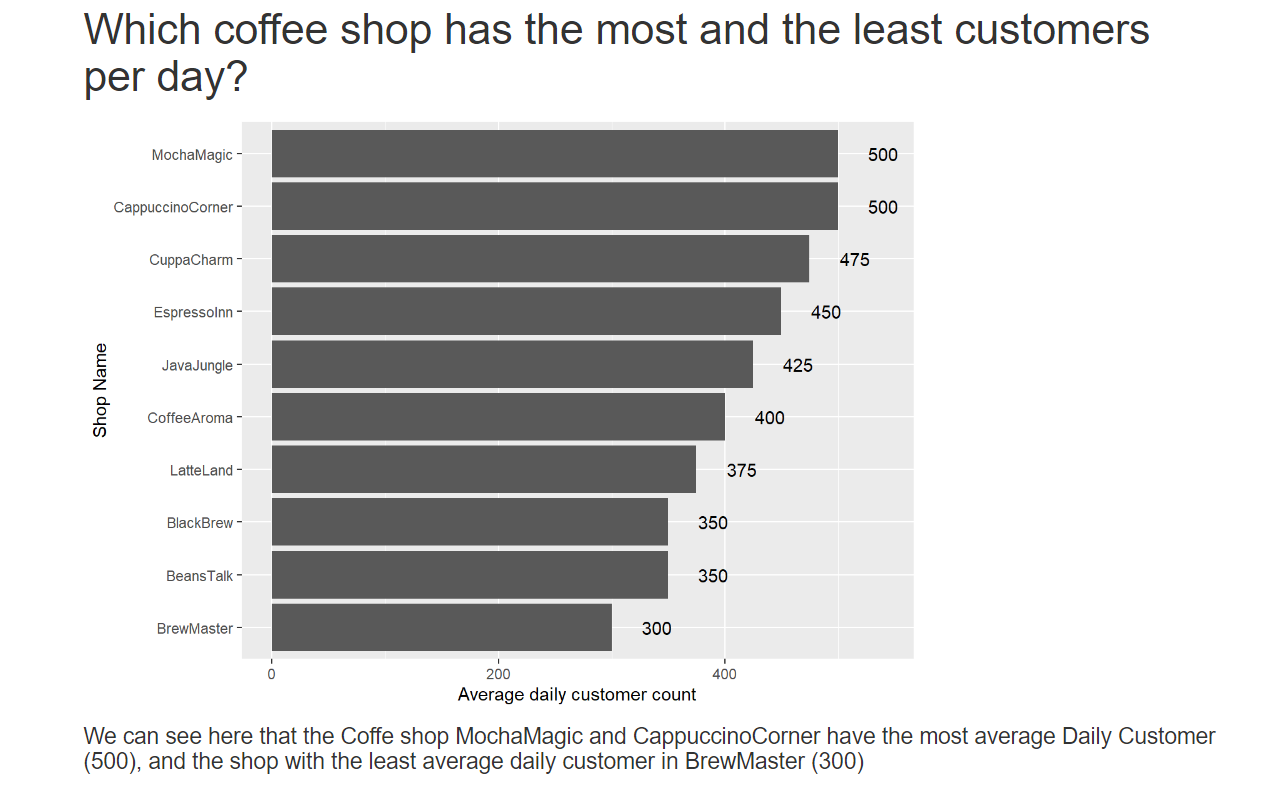 Which coffee shop has the most and the least customers
per day?
MochaMagic
500
CappuccinoCorner
500
CuppaCharm
475
EspressoInn
450
JavaJungle
425
CoffeeAroma
400
LatteLand
375
BlackBrew
350
BeansTalk
350
BrewMaster
300
Shop Name
0 200 400
Average daily customer count
We can see here that the Coffe shop MochaMagic and CappuccinoCorner have the most average Daily Customer
(500), and the shop with the least average daily customer in BrewMaster (300)